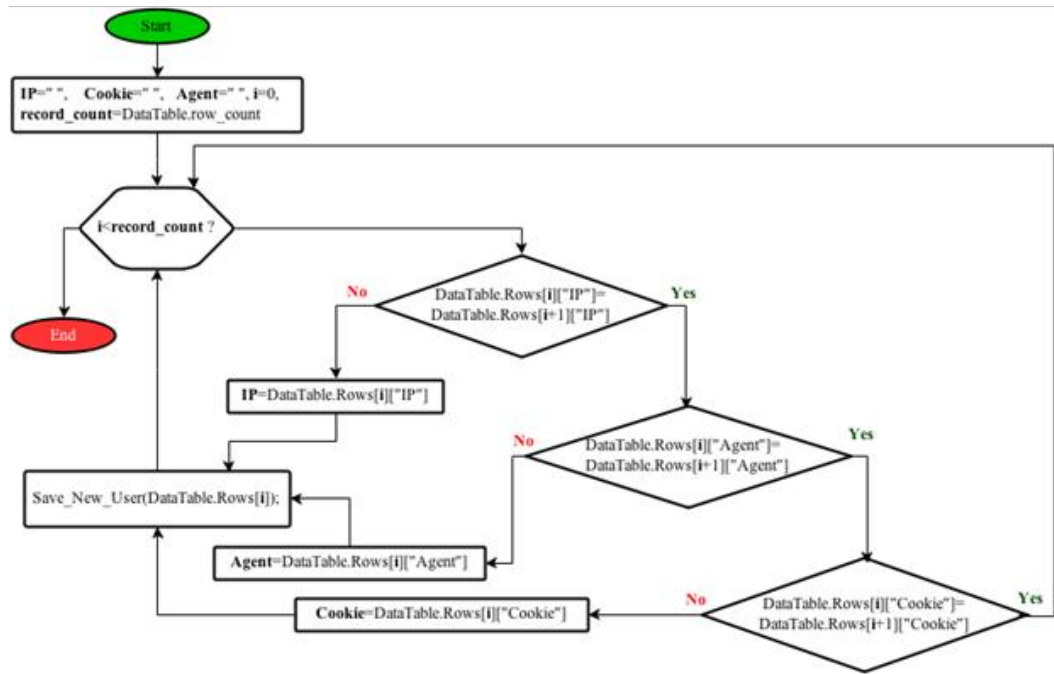 Start
IP=" ", Cookie=" ", Agent=" ", i=0,
record_count=DataTable.row_count
i<record_count ?
End
No
DataTable.Rows[i]["IP"]=
DataTable.Rows[i+1]["IP"]
Yes
IP=DataTable.Rows[i]["IP"]
No
DataTable.Rows[i]["Agent"]=
DataTable.Rows[i+1]["Agent"]
Yes
Save_New_User(DataTable.Rows[i]);
Agent=DataTable.Rows[i]["Agent"]
Cookie=DataTable.Rows[i]["Cookie"]
No
DataTable.Rows[i]["Cookie"]=
DataTable.Rows[i+1]["Cookie"]
Yes